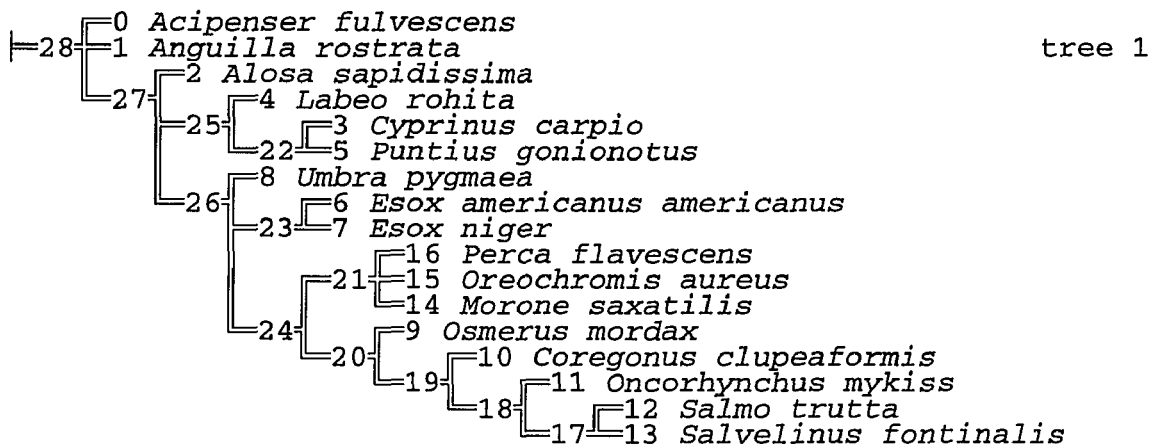 0 Acipenser fulvescens
28 1 Anguilla rostrata tree 1
2 Alosa sapidissima
27 4 Labeo rohita
25 3 Cyprinus carpio
22 5 Puntius gonionotus
8 Umbra pygmaea
26 6 Esox americanus americanus
23 7 Esox niger
16 Perca flavescens
21 15 Oreochromis aureus
14 Morone saxatilis
24 9 Osmerus mordax
20 10 Coregonus clupeaformis
19 11 Oncorhynchus mykiss
18 12 Salmo trutta
17 13 Salvelinus fontinalis